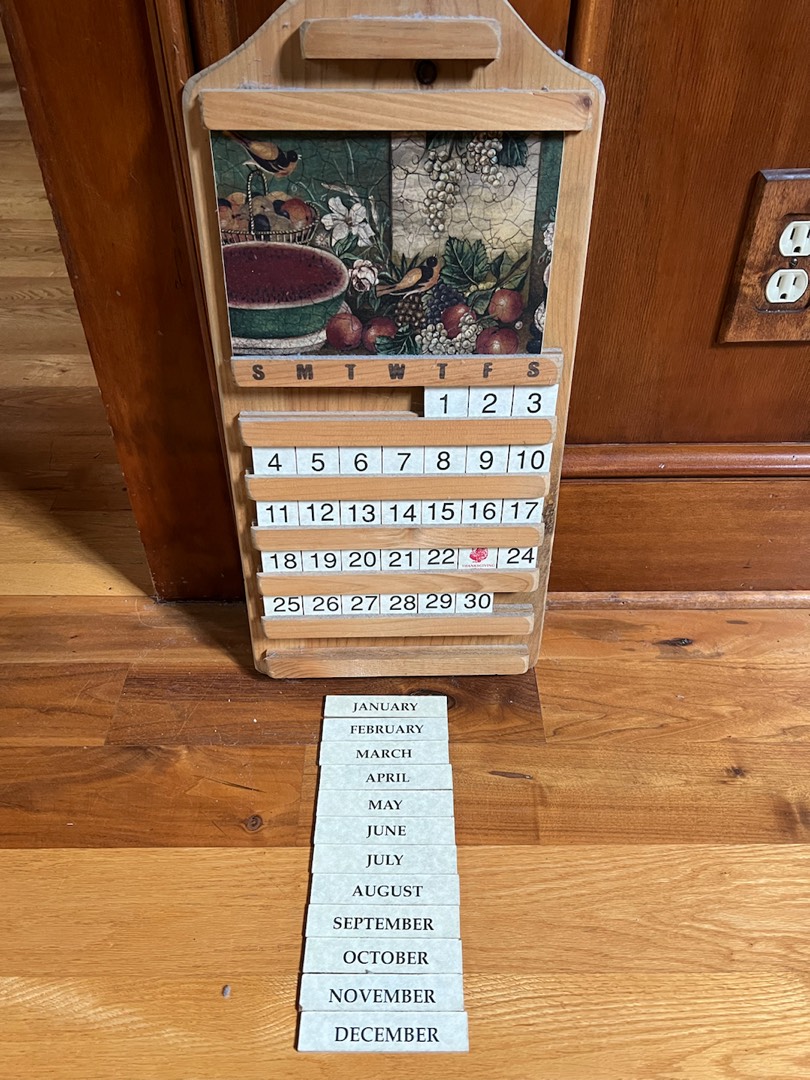 S M T W T F S
1 2 3
4 5 6 7 8 9 10
11 12 13 14 15 16 17
18 19 20 21 22 THANKSGIVING 24
25 26 27 28 29 30
JANUARY
FEBRUARY
MARCH
APRIL
MAY
JUNE
JULY
AUGUST
SEPTEMBER
OCTOBER
NOVEMBER
DECEMBER